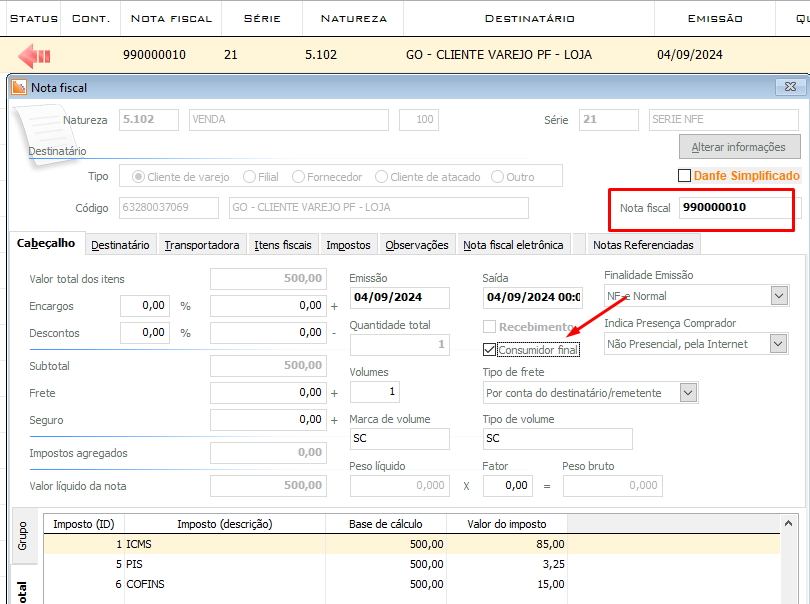 STATUS CONT. NOTA FISCAL SÉRIE NATUREZA DESTINATÁRIO EMISSÃO
990000010 21 5.102 GO - CLIENTE VAREJO PF - LOJA 04/09/2024
Nota fiscal
Natureza 5.102 VENDA 100 Série 21 SERIE NFE
Destinatário Alterar informações
Tipo Cliente de varejo Filial Fornecedor Cliente de atacado Outro Danfe Simplificado
Código 63280037069 GO - CLIENTE VAREJO PF - LOJA Nota fiscal 990000010
Cabeçalho Destinatário Transportadora Itens fiscais Impostos Observações Nota fiscal eletrônica Notas Referenciadas
Valor total dos itens 500,00 Emissão Saída Finalidade Emissão
04/09/2024 04/09/2024 00:0 NF-e Normal
Encargos 0,00 % 0,00 +
Quantidade total Recebimento Indica Presença Comprador
Descontos 0,00 % 0,00 -
1 Consumidor final Não Presencial, pela Internet
Subtotal 500,00 Volumes Tipo de frete
Frete 0,00 + 1 Por conta do destinatário/remetente
Seguro 0,00 + Marca de volume Tipo de volume
SC SC
Impostos agregados 0,00
Peso líquido Fator Peso bruto
Valor líquido da nota 500,00 0,000 X 0,00 = 0,000
Grupo Imposto (ID) Imposto (descrição) Base de cálculo Valor do imposto
1 ICMS 500,00 85,00
5 PIS 500,00 3,25
6 COFINS 500,00 15,00